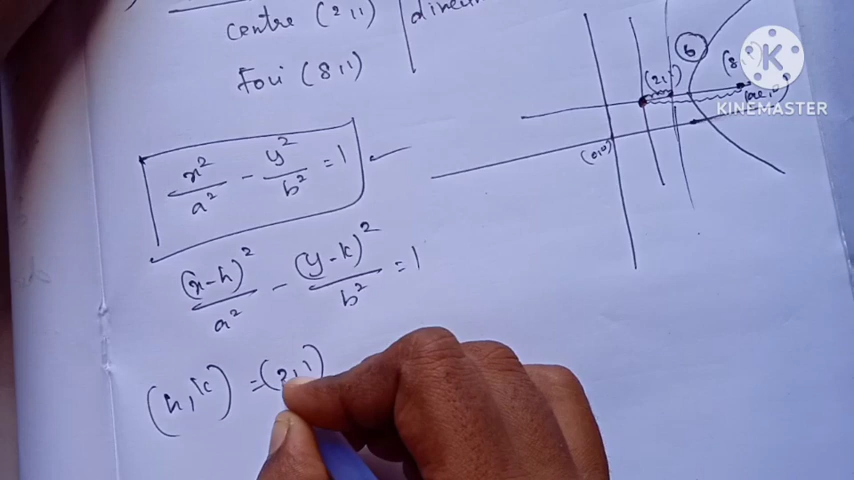 centre (2,1)
Foci (8,1)
x²/a² - y²/b² = 1
(x-h)²/a² - (y-k)²/b² = 1
(h,k) = (2,1)
6
(2,1)
(0,0)
K
KINEMASTER